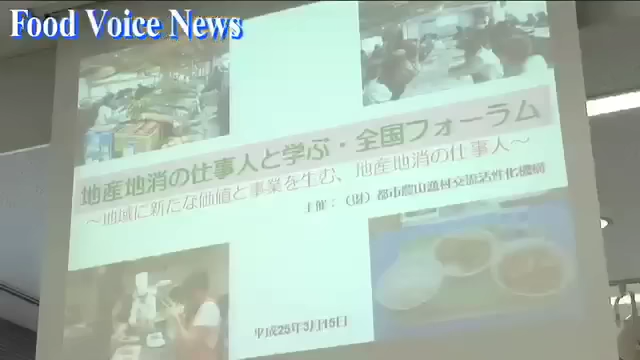 Food Voice News
地産地消の仕事人と学ぶ・全国フォーラム
～地域に新たな価値と事業を生む、地産地消の仕事人～
主催：（財）都市農山漁村交流活性化機構
平成25年3月15日